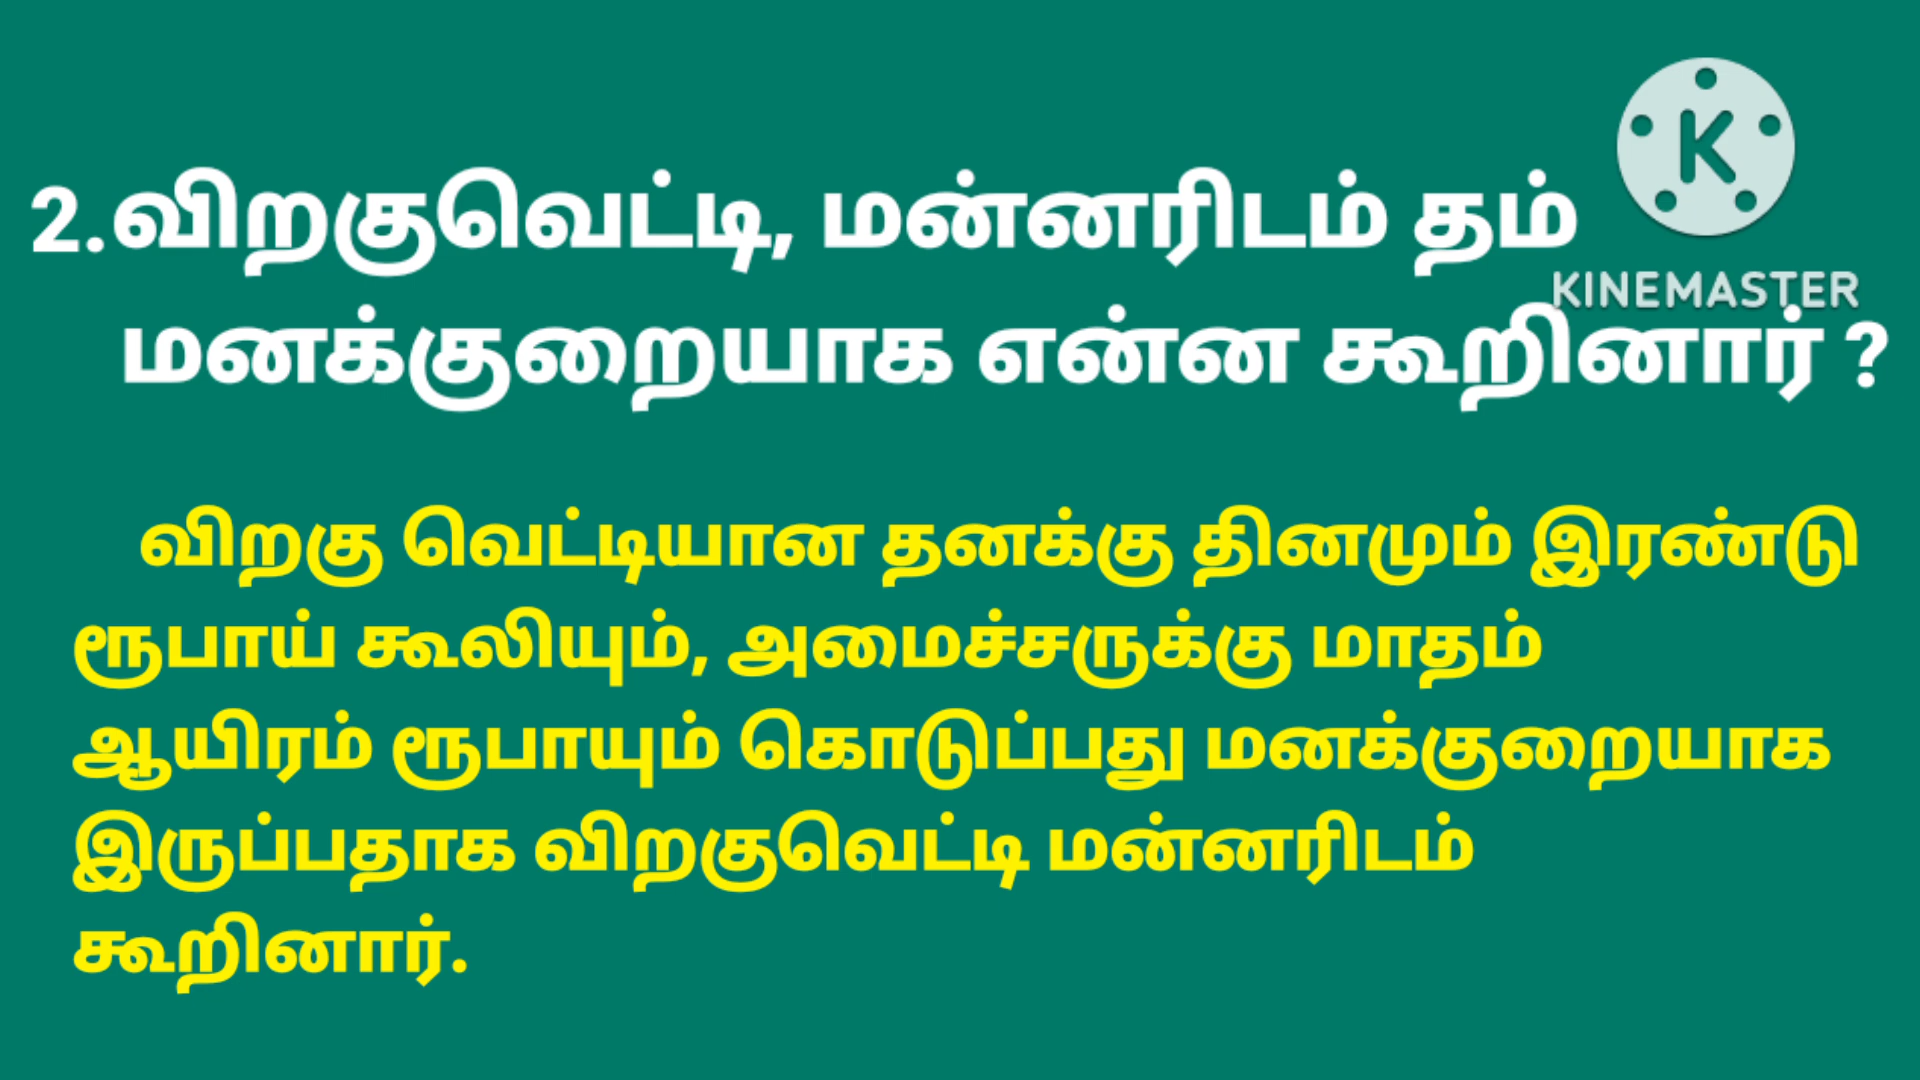 2.விறகுவெட்டி, மன்னரிடம் தம்
KINEMASTER
மனக்குறையாக என்ன கூறினார் ?
விறகு வெட்டியான தனக்கு தினமும் இரண்டு
ரூபாய் கூலியும், அமைச்சருக்கு மாதம்
ஆயிரம் ரூபாயும் கொடுப்பது மனக்குறையாக
இருப்பதாக விறகுவெட்டி மன்னரிடம்
கூறினார்.